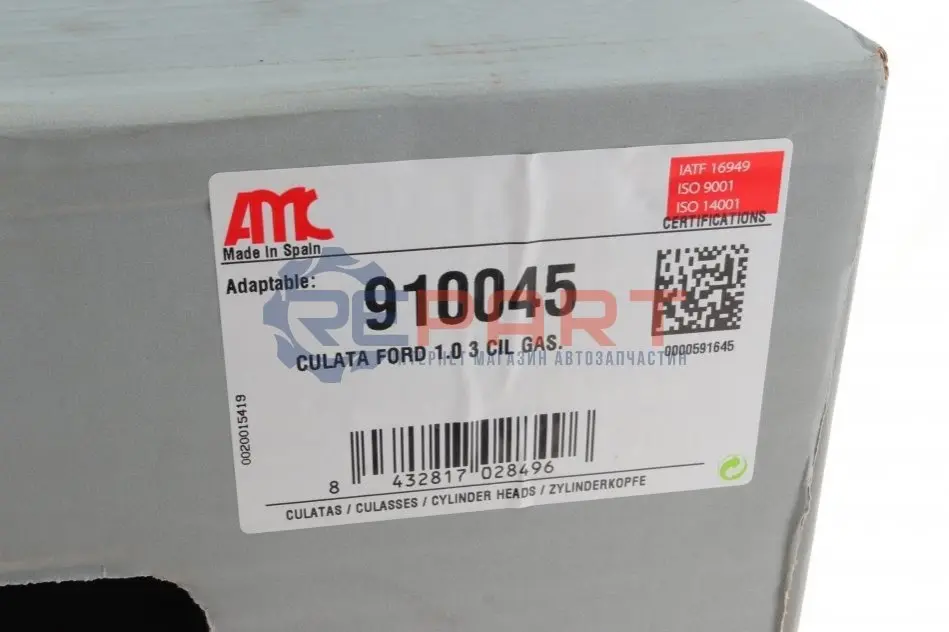 AMC
Made In Spain
IATF 16949
ISO 9001
ISO 14001
CERTIFICATIONS
Adaptable:
910045
CULATA FORD 1.0 3 CIL GAS.
0000591645
REPART
ІНТЕРНЕТ МАГАЗИН АВТОЗАПЧАСТИН
0020015419
8 432817 028496
CULATAS / CULASSES / CYLINDER HEADS / ZYLINDERKOPFE